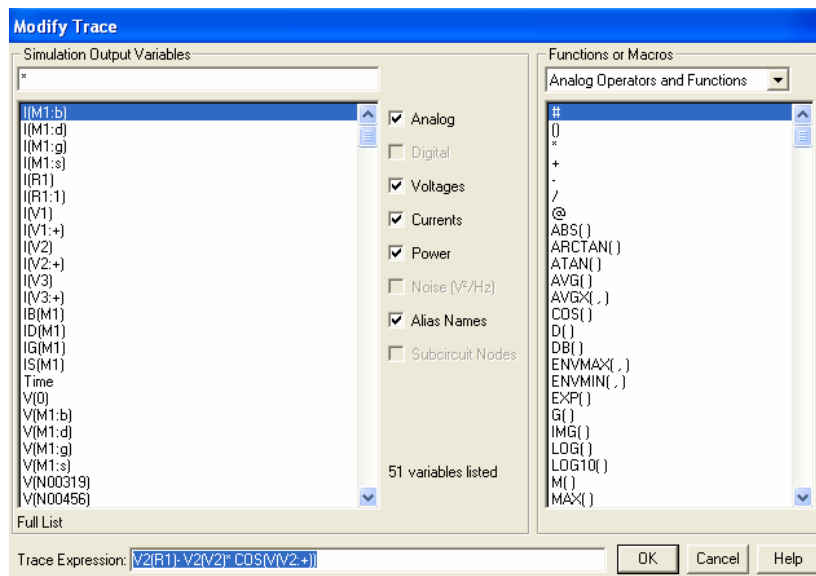 Modify Trace
Simulation Output Variables
*
I(M1:b)
I(M1:d)
I(M1:g)
I(M1:s)
I(R1)
I(R1:1)
I(V1)
I(V1:+)
I(V2)
I(V2:+)
I(V3)
I(V3:+)
IB(M1)
ID(M1)
IG(M1)
IS(M1)
Time
V(0)
V(M1:b)
V(M1:d)
V(M1:g)
V(M1:s)
V(N00319)
V(N00456)
Full List
Analog
Digital
Voltages
Currents
Power
Noise (V²/Hz)
Alias Names
Subcircuit Nodes
51 variables listed
Functions or Macros
Analog Operators and Functions
#
()
*
+
-
/
@
ABS()
ARCTAN()
ATAN()
AVG()
AVGX(,)
COS()
D()
DB()
ENVMAX(,)
ENVMIN(,)
EXP()
G()
IMG()
LOG()
LOG10()
M()
MAX()
Trace Expression: V2(R1)- V2(V2)* COS(V(V2:+))
OK Cancel Help